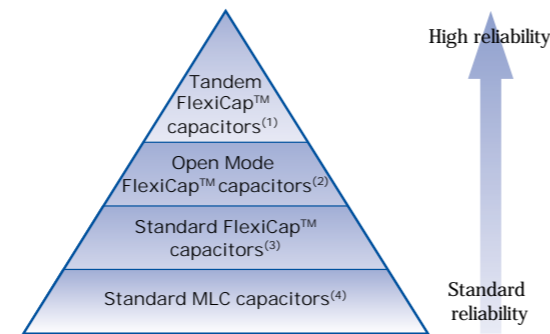 High reliability
Tandem
FlexiCap™
capacitors(1)
Open Mode
FlexiCap™ capacitors(2)
Standard FlexiCap™
capacitors(3)
Standard MLC capacitors(4)
Standard
reliability